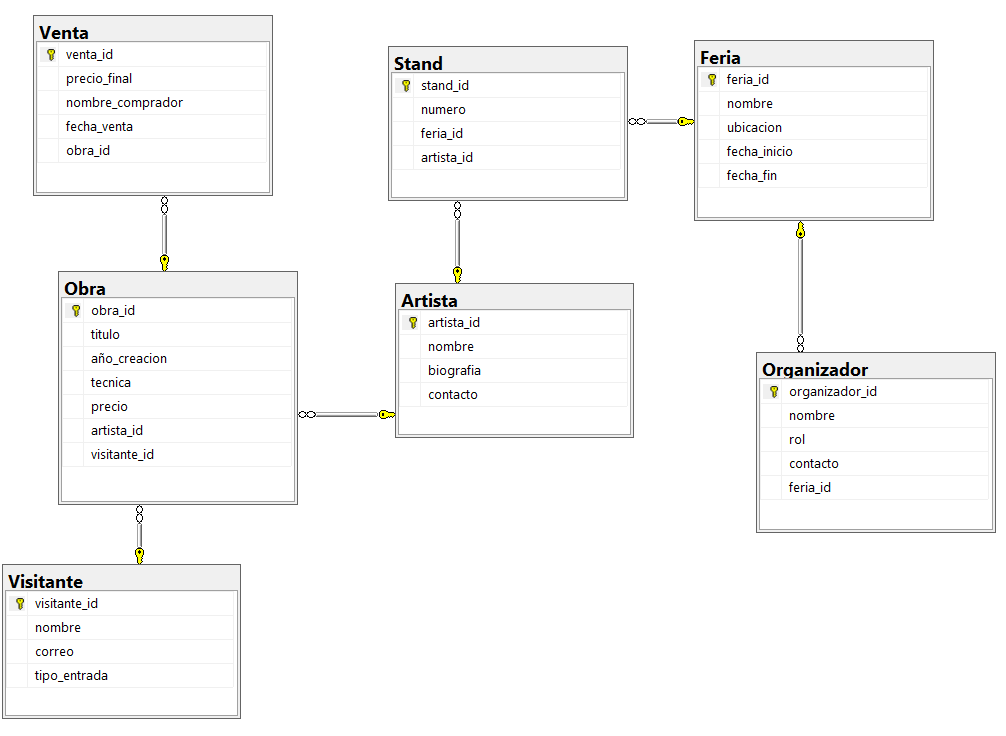 Venta
venta_id
precio_final
nombre_comprador
fecha_venta
obra_id
Stand
stand_id
numero
feria_id
artista_id
Feria
feria_id
nombre
ubicacion
fecha_inicio
fecha_fin
Obra
obra_id
titulo
año_creacion
tecnica
precio
artista_id
visitante_id
Artista
artista_id
nombre
biografia
contacto
Organizador
organizador_id
nombre
rol
contacto
feria_id
Visitante
visitante_id
nombre
correo
tipo_entrada